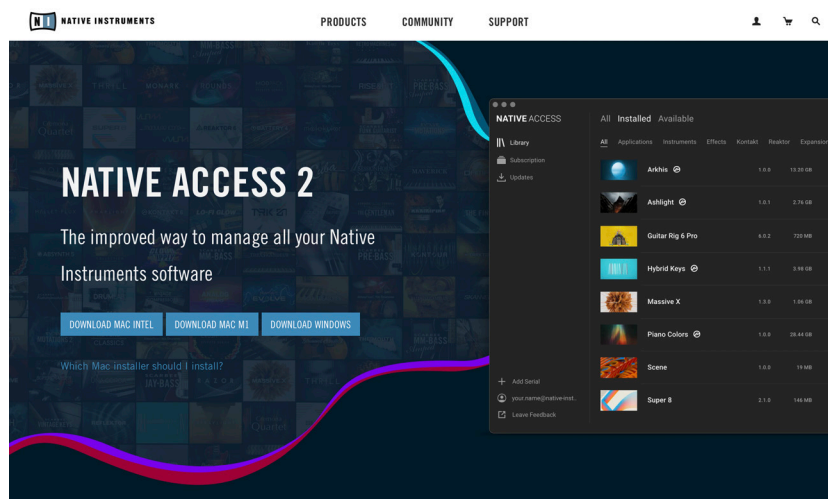 NATIVE INSTRUMENTS
PRODUCTS COMMUNITY SUPPORT
NATIVE ACCESS 2
The improved way to manage all your Native
Instruments software
DOWNLOAD MAC INTEL DOWNLOAD MAC M1 DOWNLOAD WINDOWS
Which Mac installer should I install?
NATIVE ACCESS
Library
Subscription
Updates
Add Serial
your.name@native-inst..
Leave Feedback
All Installed Available
All Applications Instruments Effects Kontakt Reaktor Expansion
Arkhis 1.0.0 13.20 GB
Ashlight 1.0.1 2.76 GB
Guitar Rig 6 Pro 6.0.2 720 MB
Hybrid Keys 1.1.1 3.98 GB
Massive X 1.3.0 1.06 GB
Piano Colors 1.0.0 28.44 GB
Scene 1.0.0 19 MB
Super 8 2.1.0 146 MB